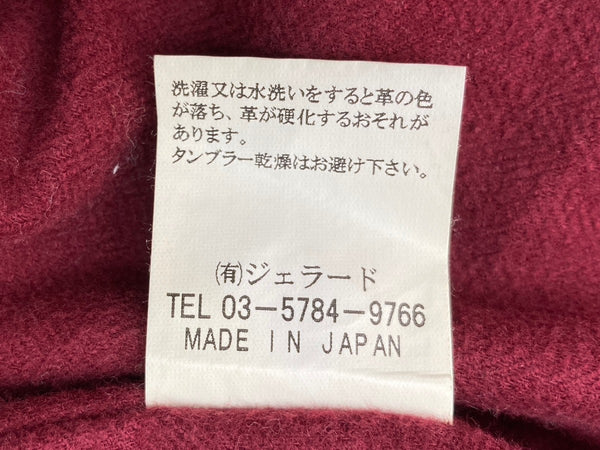 洗濯又は水洗いをすると革の色
が落ち、革が硬化するおそれが
あります。
タンブラー乾燥はお避け下さい。
㈲ジェラード
TEL 03−5784−9766
MADE IN JAPAN